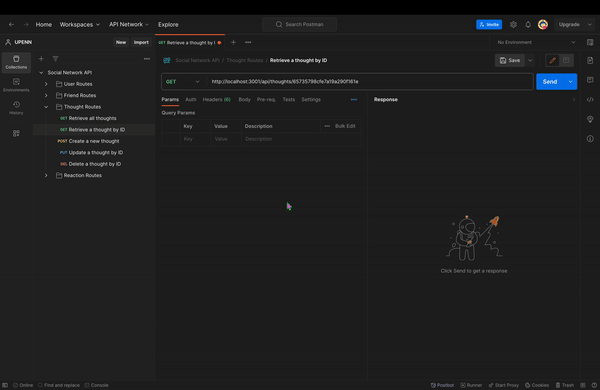 Home Workspaces API Network Explore Search Postman Invite Upgrade
UPENN New Import GET Retrieve a thought by I No Environment
Collections
Environments
History
Social Network API
User Routes
Friend Routes
Thought Routes
GET Retrieve all thoughts
GET Retrieve a thought by ID
POST Create a new thought
PUT Update a thought by ID
DEL Delete a thought by ID
Reaction Routes
Social Network API / Thought Routes / Retrieve a thought by ID Save
GET http://localhost:3001/api/thoughts/65735798cfe7a19a290f161e Send
Params Auth Headers (6) Body Pre-req. Tests Settings
Query Params
Key Value Description Bulk Edit
Key Value Description
Response
Click Send to get a response
Online Find and replace Console Postbot Runner Start Proxy Cookies Trash